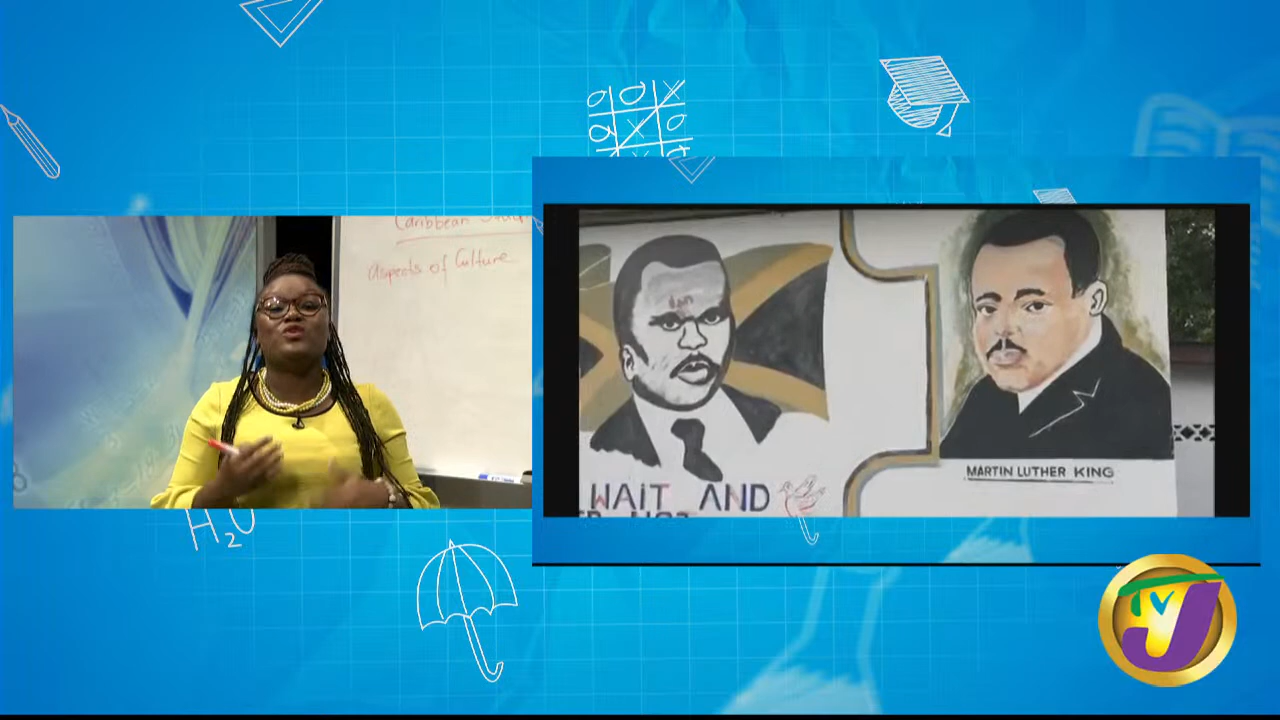 Caribbean
Aspects of Culture
WAIT AND
MARTIN LUTHER KING
H₂O
TVJ